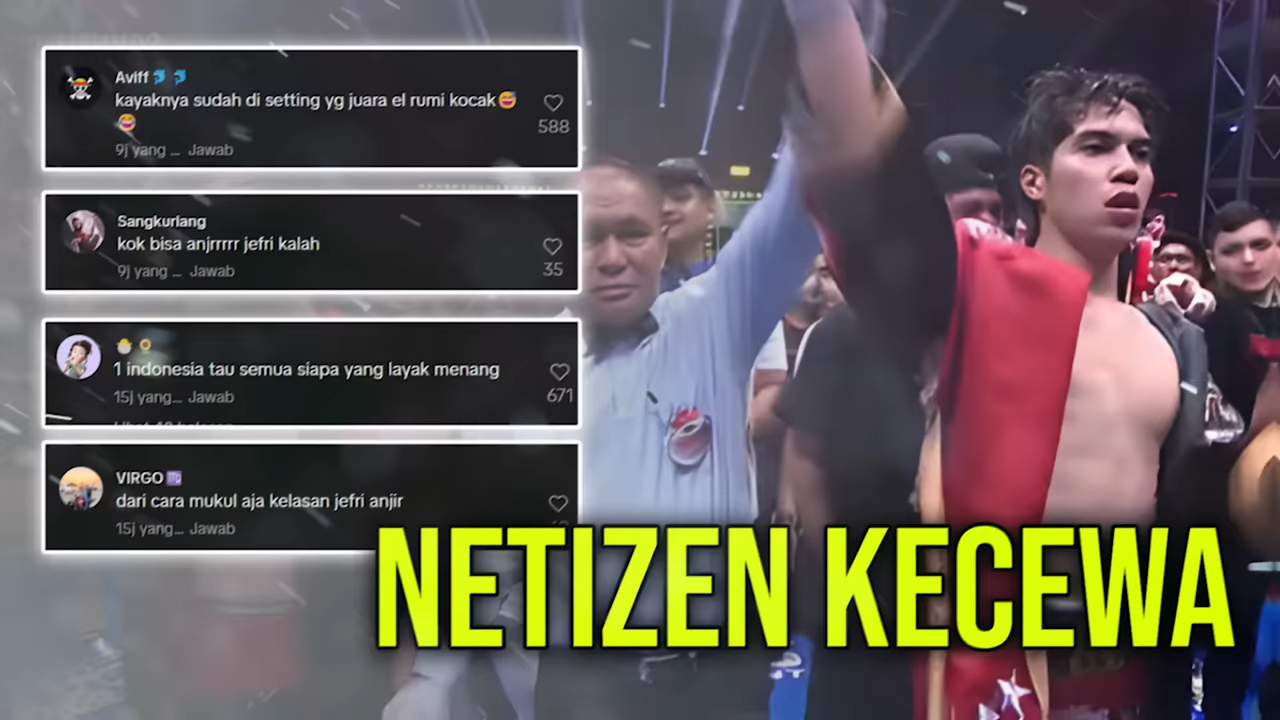 Aviff
kayaknya sudah di setting yg juara el rumi kocak😅
😅
588
9j yang ... Jawab
Sangkuriang
kok bisa anjrrrrr jefri kalah
35
9j yang ... Jawab
1 indonesia tau semua siapa yang layak menang
671
15j yang... Jawab
VIRGO♍
dari cara mukul aja kelasan jefri anjir
15j yang... Jawab
NETIZEN KECEWA